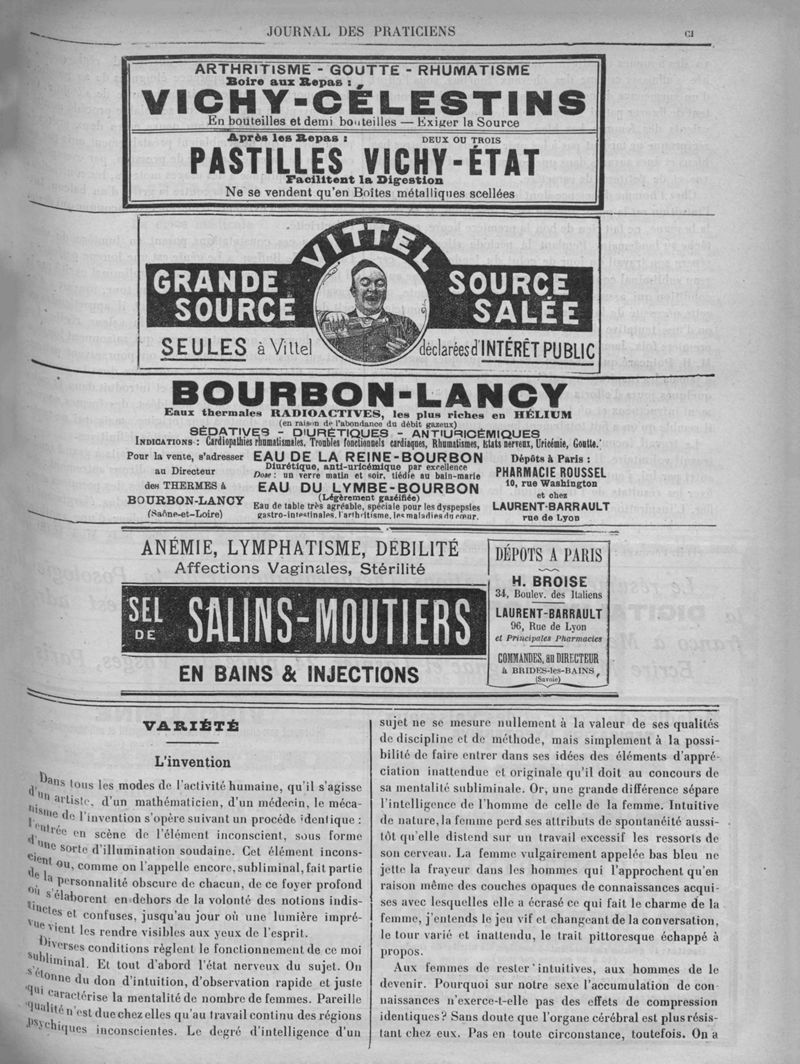 JOURNAL DES PRATICIENS
ARTHRITISME - GOUTTE - RHUMATISME
Boire aux Repas :
VICHY-CÉLESTINS
En bouteilles et demi bouteilles — Exiger la Source
Après les Repas : DEUX OU TROIS
PASTILLES VICHY-ÉTAT
Facilitent la Digestion
Ne se vendent qu'en Boîtes métalliques scellées
VITTEL
GRANDE SOURCE
SOURCE SALÉE
SEULES à Vittel déclarées d'INTÉRÊT PUBLIC
BOURBON-LANCY
Eaux thermales RADIOACTIVES, les plus riches en HÉLIUM
(en raison de l'abondance du débit gazeux)
SÉDATIVES - DIURÉTIQUES - ANTIURICÉMIQUES
INDICATIONS : Cardiopathies rhumatismales, Troubles fonctionnels cardiaques, Rhumatismes, Etats nerveux, Uricémie, Goutte.
Pour la vente, s'adresser
au Directeur
des THERMES à
BOURBON-LANCY
(Saône-et-Loire)
EAU DE LA REINE-BOURBON
Diurétique, anti-uricémique par excellence
Dose : un verre matin et soir, tiédie au bain-marie
EAU DU LYMBE-BOURBON
(Légèrement gazéifiée)
Eau de table très agréable, spéciale pour les dyspepsies
gastro-intestinales, l'arthritisme, les maladies du cœur.
Dépôts à Paris :
PHARMACIE ROUSSEL
10, rue Washington
et chez
LAURENT-BARRAULT
rue de Lyon
ANÉMIE, LYMPHATISME, DÉBILITÉ
Affections Vaginales, Stérilité
SEL DE SALINS-MOUTIERS
EN BAINS & INJECTIONS
DÉPOTS A PARIS
H. BROISE
34, Boulev. des Italiens
LAURENT-BARRAULT
96, Rue de Lyon
et Principales Pharmacies
COMMANDES, au DIRECTEUR
à BRIDES-les-BAINS,
(Savoie)
VARIÉTÉ
L'invention
Dans tous les modes de l'activité humaine, qu'il s'agisse
d'un artiste, d'un mathématicien, d'un médecin, le méca-
nisme de l'invention s'opère suivant un procédé identique :
l'entrée en scène de l'élément inconscient, sous forme
d'une sorte d'illumination soudaine. Cet élément incons-
cient ou, comme on l'appelle encore, subliminal, fait partie
de la personnalité obscure de chacun, de ce foyer profond
où s'élaborent en dehors de la volonté des notions indis-
tinctes et confuses, jusqu'au jour où une lumière impré-
vue vient les rendre visibles aux yeux de l'esprit.
Diverses conditions règlent le fonctionnement de ce moi
subliminal. Et tout d'abord l'état nerveux du sujet. On
s'étonne du don d'intuition, d'observation rapide et juste
qui caractérise la mentalité de nombre de femmes. Pareille
qualité n'est due chez elles qu'au travail continu des régions
psychiques inconscientes. Le degré d'intelligence d'un
sujet ne se mesure nullement à la valeur de ses qualités
de discipline et de méthode, mais simplement à la possi-
bilité de faire entrer dans ses idées des éléments d'appré-
ciation inattendue et originale qu'il doit au concours de
sa mentalité subliminale. Or, une grande différence sépare
l'intelligence de l'homme de celle de la femme. Intuitive
de nature, la femme perd ses attributs de spontanéité aussi-
tôt qu'elle distend sur un travail excessif les ressorts de
son cerveau. La femme vulgairement appelée bas bleu ne
jette la frayeur dans les hommes qui l'approchent qu'en
raison même des couches opaques de connaissances acqui-
ses avec lesquelles elle a écrasé ce qui fait le charme de la
femme, j'entends le jeu vif et changeant de la conversation,
le tour varié et inattendu, le trait pittoresque échappé à
propos.
Aux femmes de rester intuitives, aux hommes de le
devenir. Pourquoi sur notre sexe l'accumulation de con
naissances n'exerce-t-elle pas des effets de compression
identiques? Sans doute que l'organe cérébral est plus résis-
tant chez eux. Pas en toute circonstance, toutefois. On a